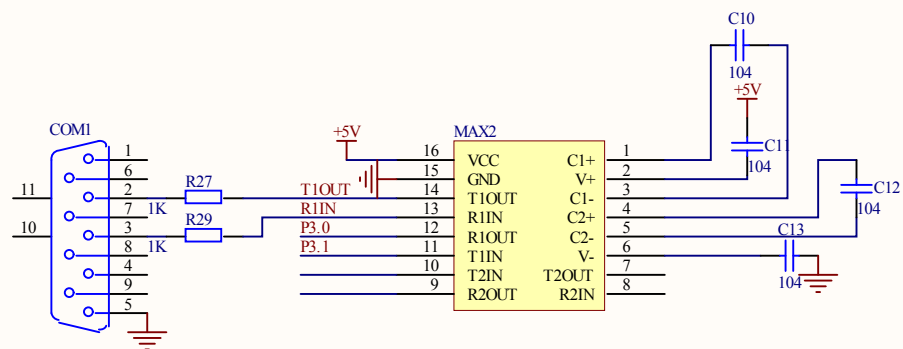 C10
104
+5V
C11
104
C12
104
C13
104
COM1
1
6
2
7
3
8
4
9
5
11
10
R27
1K
R29
1K
+5V
T1OUT
R1IN
P3.0
P3.1
MAX2
16 VCC C1+ 1
15 GND V+ 2
14 T1OUT C1- 3
13 R1IN C2+ 4
12 R1OUT C2- 5
11 T1IN V- 6
10 T2IN T2OUT 7
9 R2OUT R2IN 8